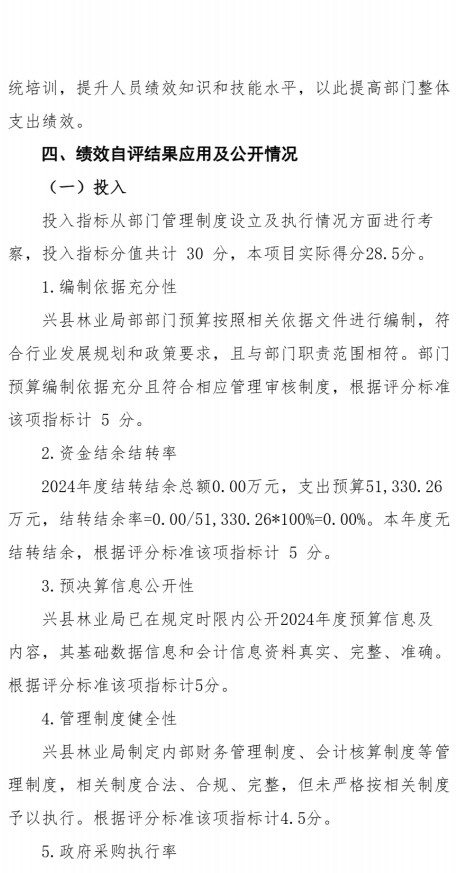 统培训，提升人员绩效知识和技能水平，以此提高部门整体
支出绩效。
四、绩效自评结果应用及公开情况
（一）投入
投入指标从部门管理制度设立及执行情况方面进行考
察，投入指标分值共计 30 分，本项目实际得分28.5分。
1.编制依据充分性
兴县林业局部部门预算按照相关依据文件进行编制，符
合行业发展规划和政策要求，且与部门职责范围相符。部门
预算编制依据充分且符合相应管理审核制度，根据评分标准
该项指标计 5 分。
2.资金结余结转率
2024年度结转结余总额0.00万元，支出预算51,330.26
万元，结转结余率=0.00/51,330.26*100%=0.00%。本年度无
结转结余，根据评分标准该项指标计 5 分。
3.预决算信息公开性
兴县林业局已在规定时限内公开2024年度预算信息及
内容，其基础数据信息和会计信息资料真实、完整、准确。
根据评分标准该项指标计5分。
4.管理制度健全性
兴县林业局制定内部财务管理制度、会计核算制度等管
理制度，相关制度合法、合规、完整，但未严格按相关制度
予以执行。根据评分标准该项指标计4.5分。
5.政府采购执行率